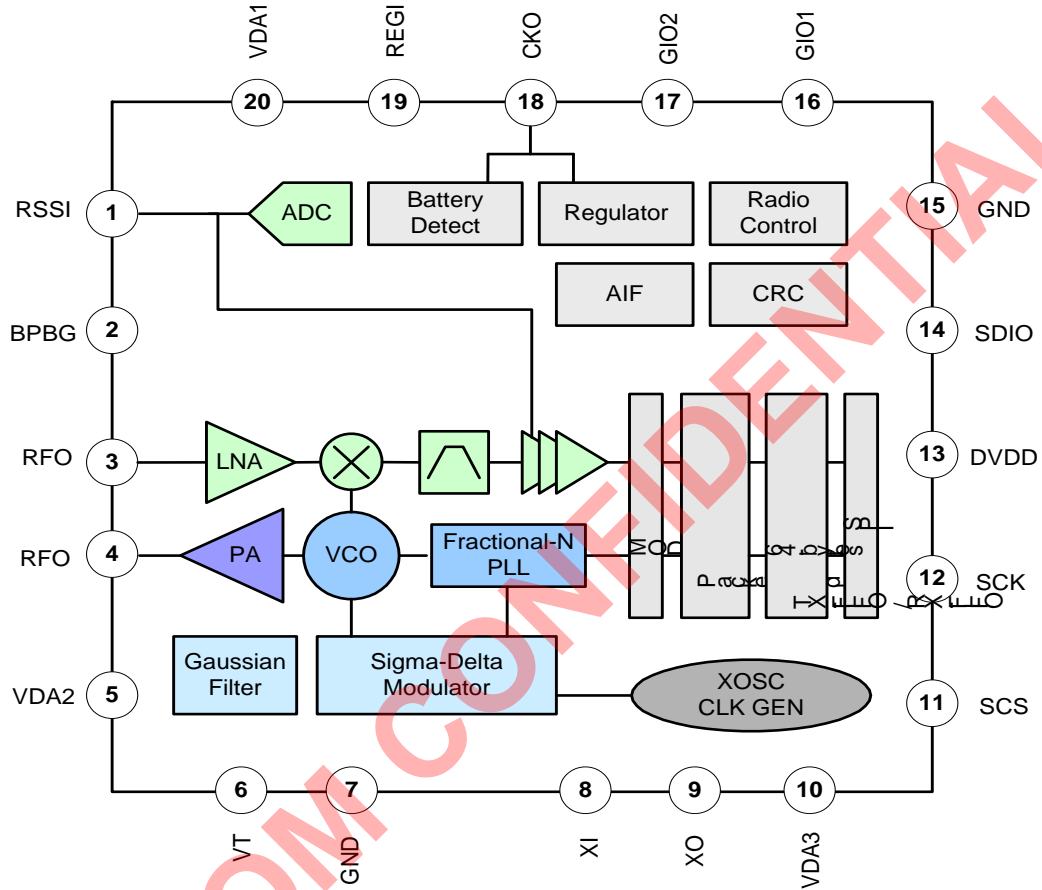 VDA1
REGI
CKO
GIO2
GIO1
20
19
18
17
16
RSSI
1
ADC
Battery
Detect
Regulator
Radio
Control
15
GND
AIF
CRC
BPBG
2
14
SDIO
RFO
3
LNA
13
DVDD
RFO
4
PA
VCO
Fractional-N
PLL
12
SCK
VDA2
5
Gaussian
Filter
Sigma-Delta
Modulator
XOSC
CLK GEN
11
SCS
6
7
8
9
10
VT
GND
XI
XO
VDA3
OM CONFIDENTIAL